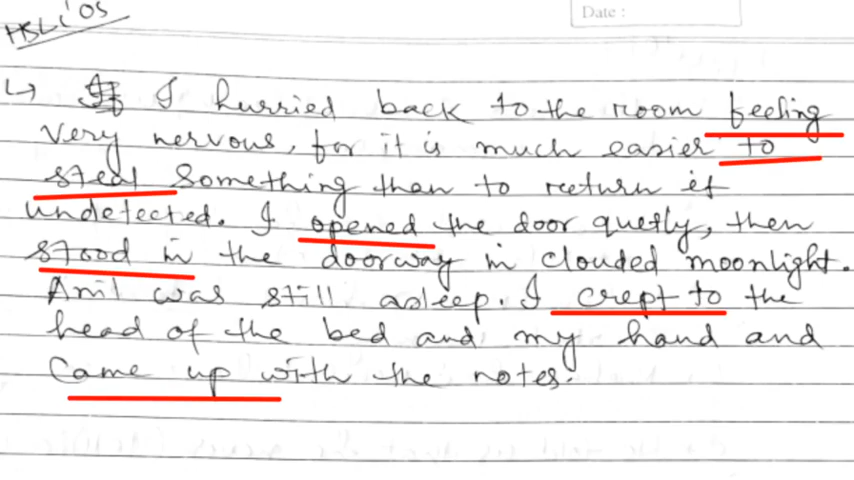 HSLiOS
Date :
↳ I hurried back to the room feeling
very nervous, for it is much easier to
steal something than to return it
undetected. I opened the door quetly, then
stood in the doorway in clouded moonlight.
Anil was still asleep. I crept to the
head of the bed and my hand and
Came up with the notes.